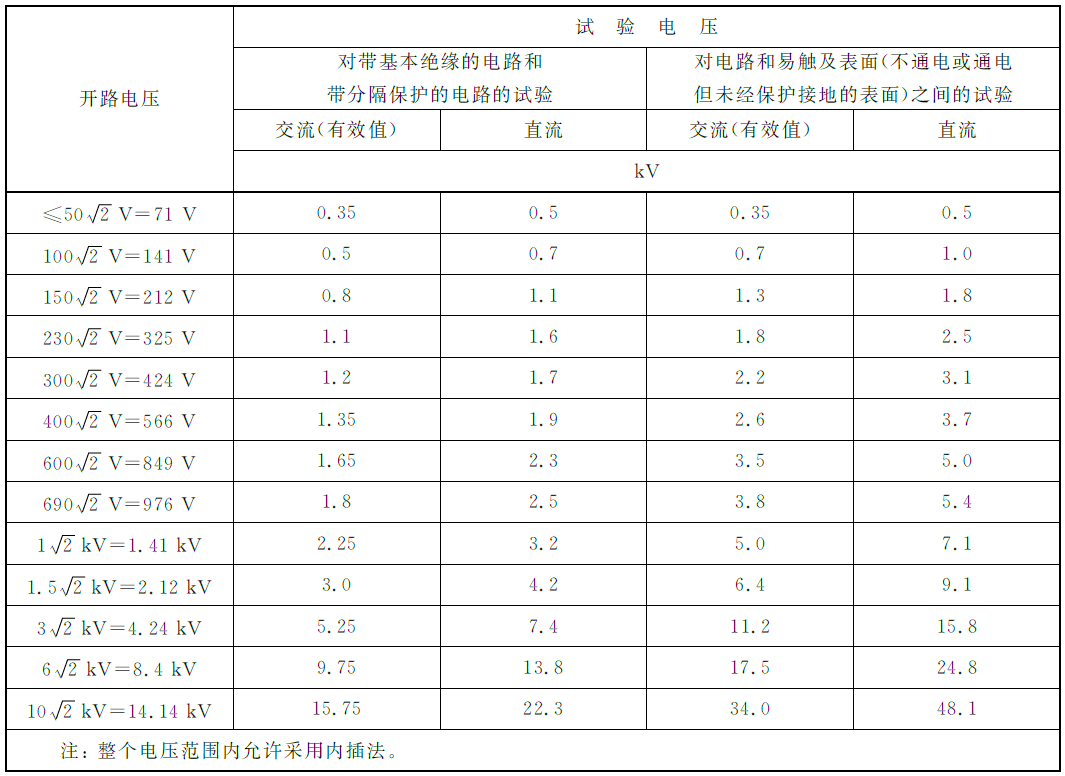 开路电压
试 验 电 压
对带基本绝缘的电路和
带分隔保护的电路的试验
对电路和易触及表面(不通电或通电
但未经保护接地的表面)之间的试验
交流(有效值) 直流 交流(有效值) 直流
kV
≤50√2 V=71 V 0.35 0.5 0.35 0.5
100√2 V=141 V 0.5 0.7 0.7 1.0
150√2 V=212 V 0.8 1.1 1.3 1.8
230√2 V=325 V 1.1 1.6 1.8 2.5
300√2 V=424 V 1.2 1.7 2.2 3.1
400√2 V=566 V 1.35 1.9 2.6 3.7
600√2 V=849 V 1.65 2.3 3.5 5.0
690√2 V=976 V 1.8 2.5 3.8 5.4
1√2 kV=1.41 kV 2.25 3.2 5.0 7.1
1.5√2 kV=2.12 kV 3.0 4.2 6.4 9.1
3√2 kV=4.24 kV 5.25 7.4 11.2 15.8
6√2 kV=8.4 kV 9.75 13.8 17.5 24.8
10√2 kV=14.14 kV 15.75 22.3 34.0 48.1
注: 整个电压范围内允许采用内插法。